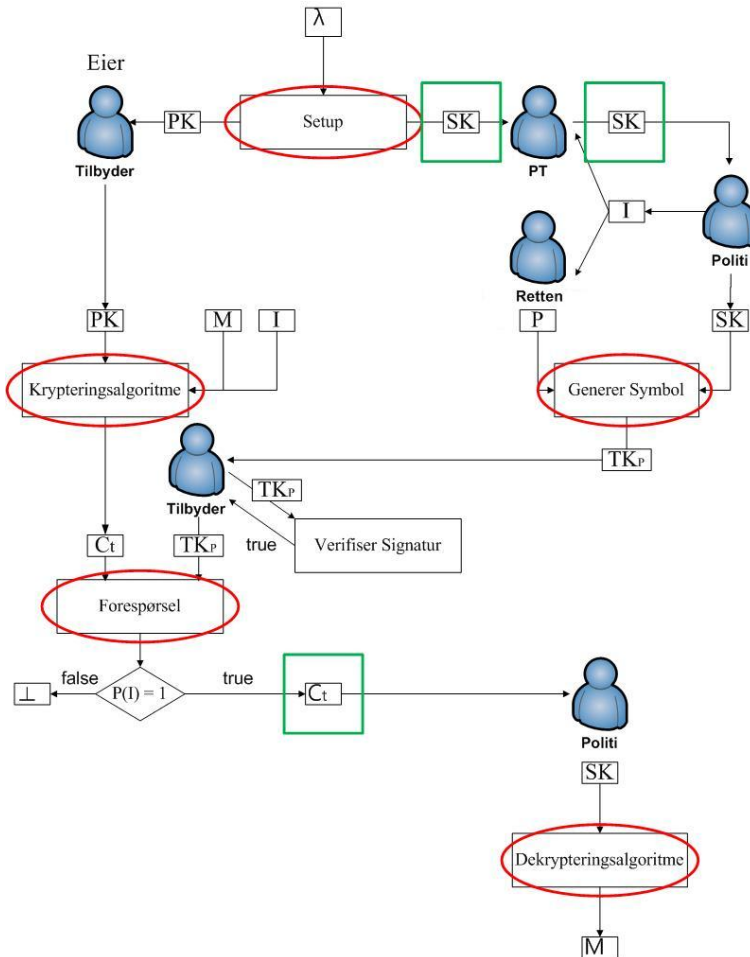 λ
Eier
PK
Setup
SK
SK
Tilbyder
PT
I
Politi
Retten
PK
M
I
P
SK
Krypteringsalgoritme
Generer Symbol
TKP
TKP
Tilbyder
true
Verifiser Signatur
Ct
TKP
Forespørsel
false
true
⊥
P(I) = 1
Ct
Politi
SK
Dekrypteringsalgoritme
M